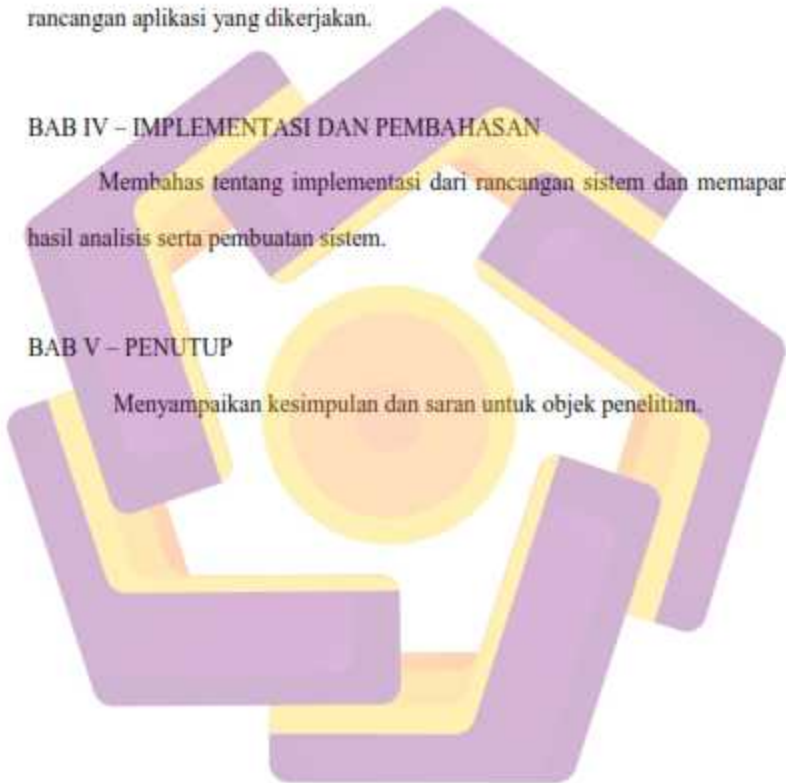 rancangan aplikasi yang dikerjakan.
BAB IV – IMPLEMENTASI DAN PEMBAHASAN
Membahas tentang implementasi dari rancangan sistem dan memapar
hasil analisis serta pembuatan sistem.
BAB V – PENUTUP
Menyampaikan kesimpulan dan saran untuk objek penelitian.